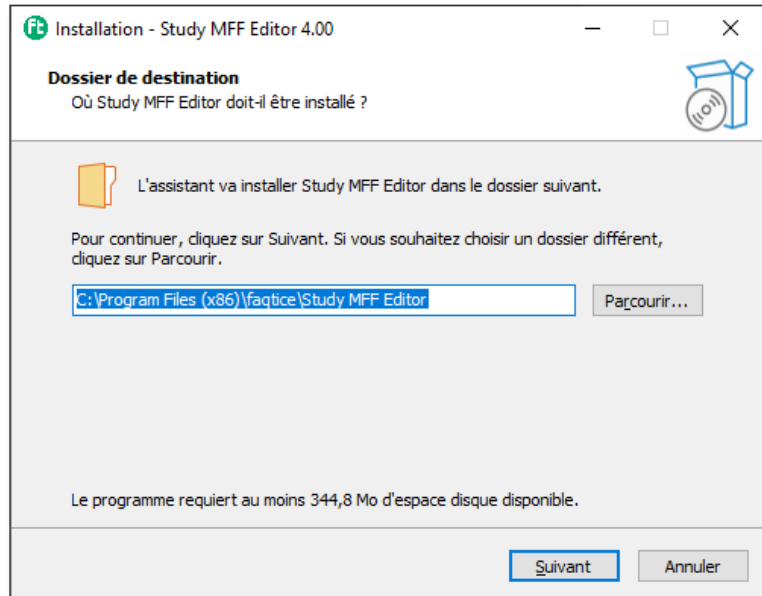 ft Installation - Study MFF Editor 4.00
Dossier de destination
Où Study MFF Editor doit-il être installé ?
L'assistant va installer Study MFF Editor dans le dossier suivant.
Pour continuer, cliquez sur Suivant. Si vous souhaitez choisir un dossier différent,
cliquez sur Parcourir.
C:\Program Files (x86)\faqtice\Study MFF Editor
Parcourir...
Le programme requiert au moins 344,8 Mo d'espace disque disponible.
Suivant
Annuler